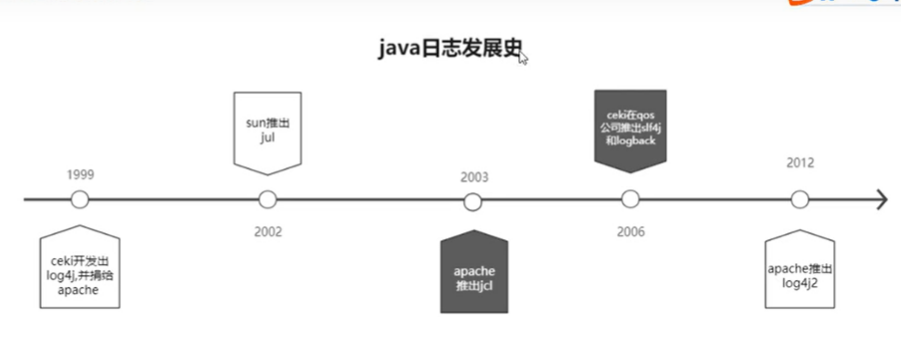 java日志发展史
1999
ceki开发出
log4j,并捐给
apache
sun推出
jul
2002
2003
apache
推出jcl
ceki在qos
公司推出slf4j
和logback
2006
2012
apache推出
log4j2